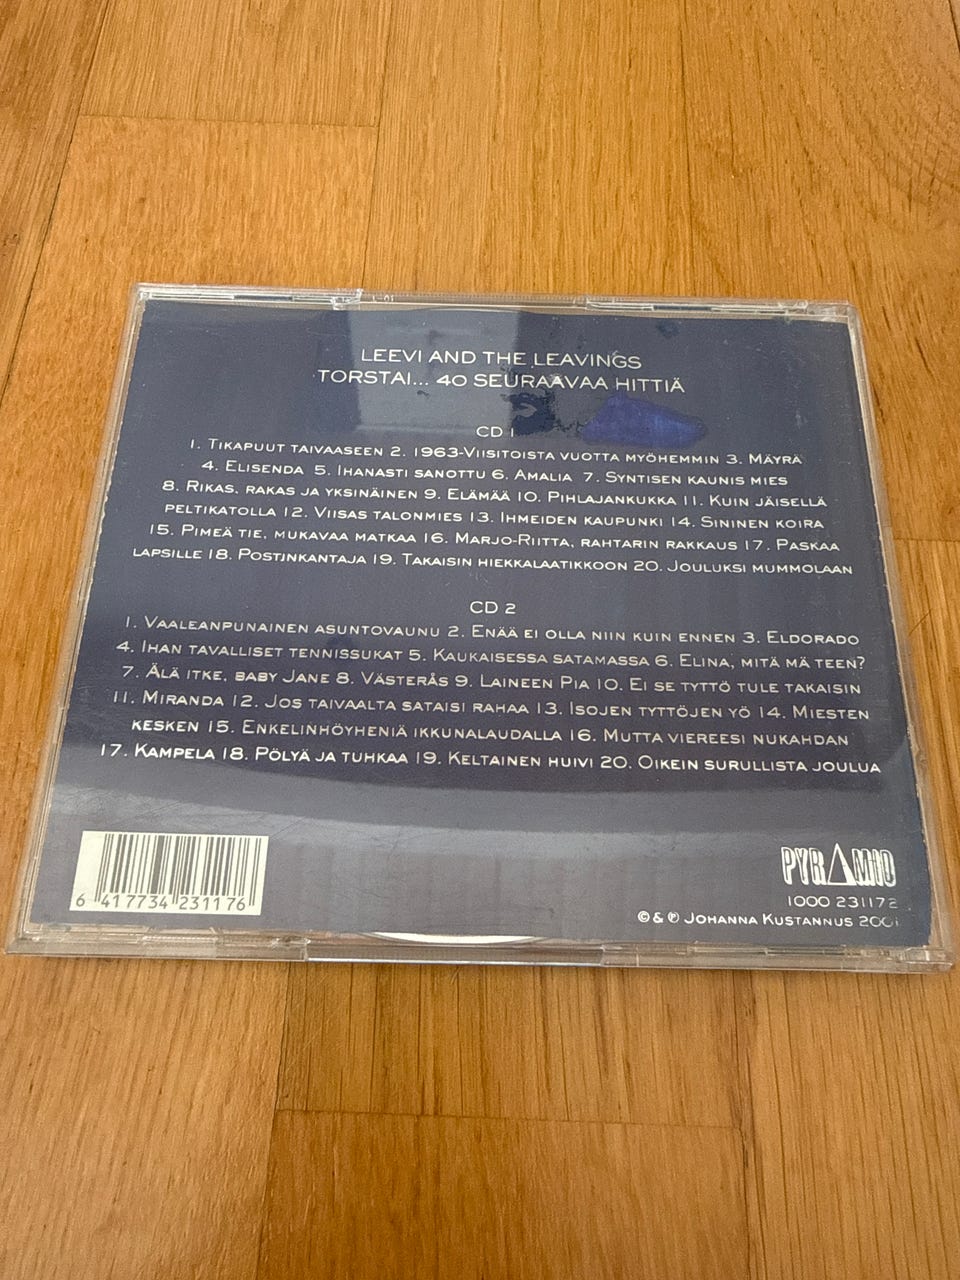 LEEVI AND THE LEAVINGS
TORSTAI... 40 SEURAAVAA HITTIÄ
CD 1
1. TIKAPUUT TAIVAASEEN 2. 1963-VIISITOISTA VUOTTA MYÖHEMMIN 3. MÄYRÄ
4. ELISENDA 5. IHANASTI SANOTTU 6. AMALIA 7. SYNTISEN KAUNIS MIES
8. RIKAS, RAKAS JA YKSINÄINEN 9. ELÄMÄÄ 10. PIHLAJANKUKKA 11. KUIN JÄISELLÄ
PELTIKATOLLA 12. VIISAS TALONMIES 13. IHMEIDEN KAUPUNKI 14. SININEN KOIRA
15. PIMEÄ TIE, MUKAVAA MATKAA 16. MARJO-RIITTA, RAHTARIN RAKKAUS 17. PASKAA
LAPSILLE 18. POSTINKANTAJA 19. TAKAISIN HIEKKALAATIKKOON 20. JOULUKSI MUMMOLAAN
CD 2
1. VAALEANPUNAINEN ASUNTOVAUNU 2. ENÄÄ EI OLLA NIIN KUIN ENNEN 3. ELDORADO
4. IHAN TAVALLISET TENNISSUKAT 5. KAUKAISESSA SATAMASSA 6. ELINA, MITÄ MÄ TEEN?
7. ÄLÄ ITKE, BABY JANE 8. VÄSTERÅS 9. LAINEEN PIA 10. EI SE TYTTÖ TULE TAKAISIN
11. MIRANDA 12. JOS TAIVAALTA SATAISI RAHAA 13. ISOJEN TYTTÖJEN YÖ 14. MIESTEN
KESKEN 15. ENKELINHÖYHENIÄ IKKUNALAUDALLA 16. MUTTA VIEREESI NUKAHDAN
17. KAMPELA 18. PÖLYÄ JA TUHKAA 19. KELTAINEN HUIVI 20. OIKEIN SURULLISTA JOULUA
6 417734 231176
PYRAMID
1000 231172
© & ℗ JOHANNA KUSTANNUS 2001